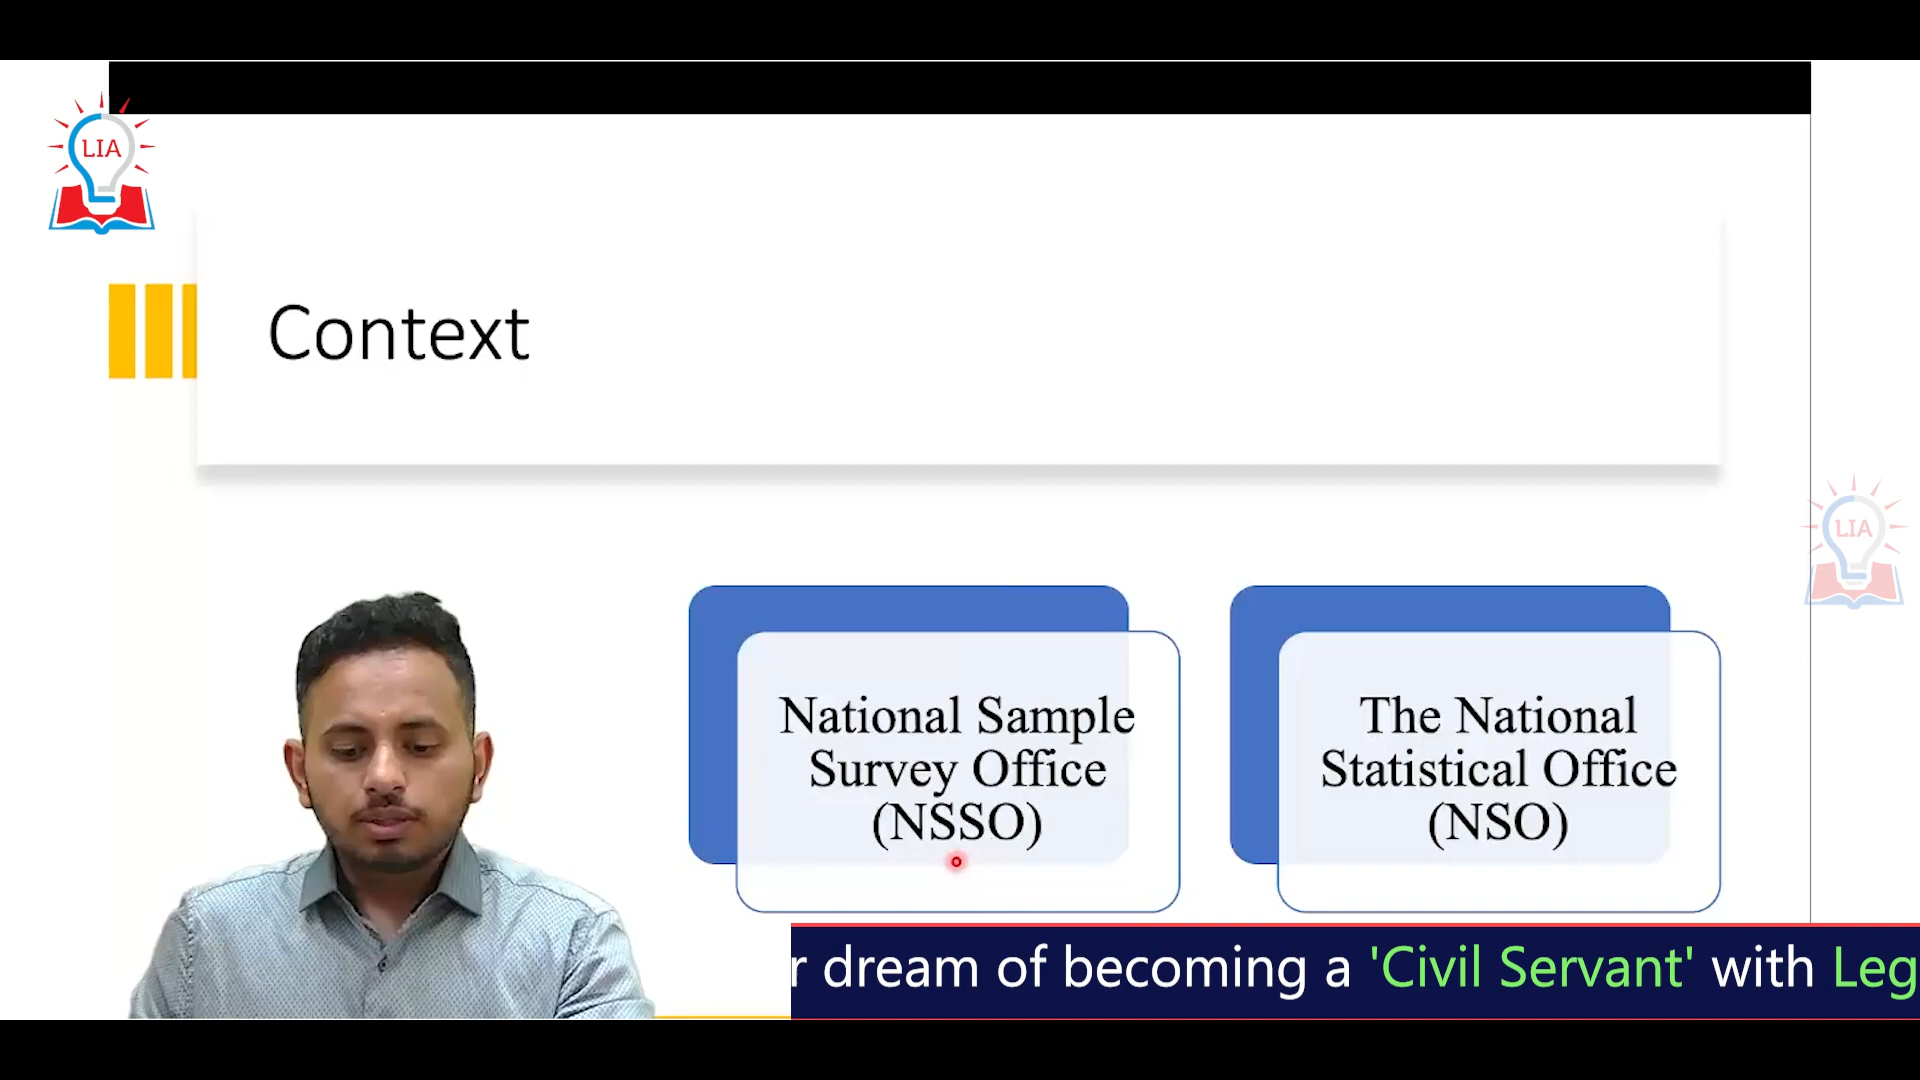 LIA
Context
LIA
National Sample
Survey Office
(NSSO)
The National
Statistical Office
(NSO)
dream of becoming a 'Civil Servant' with